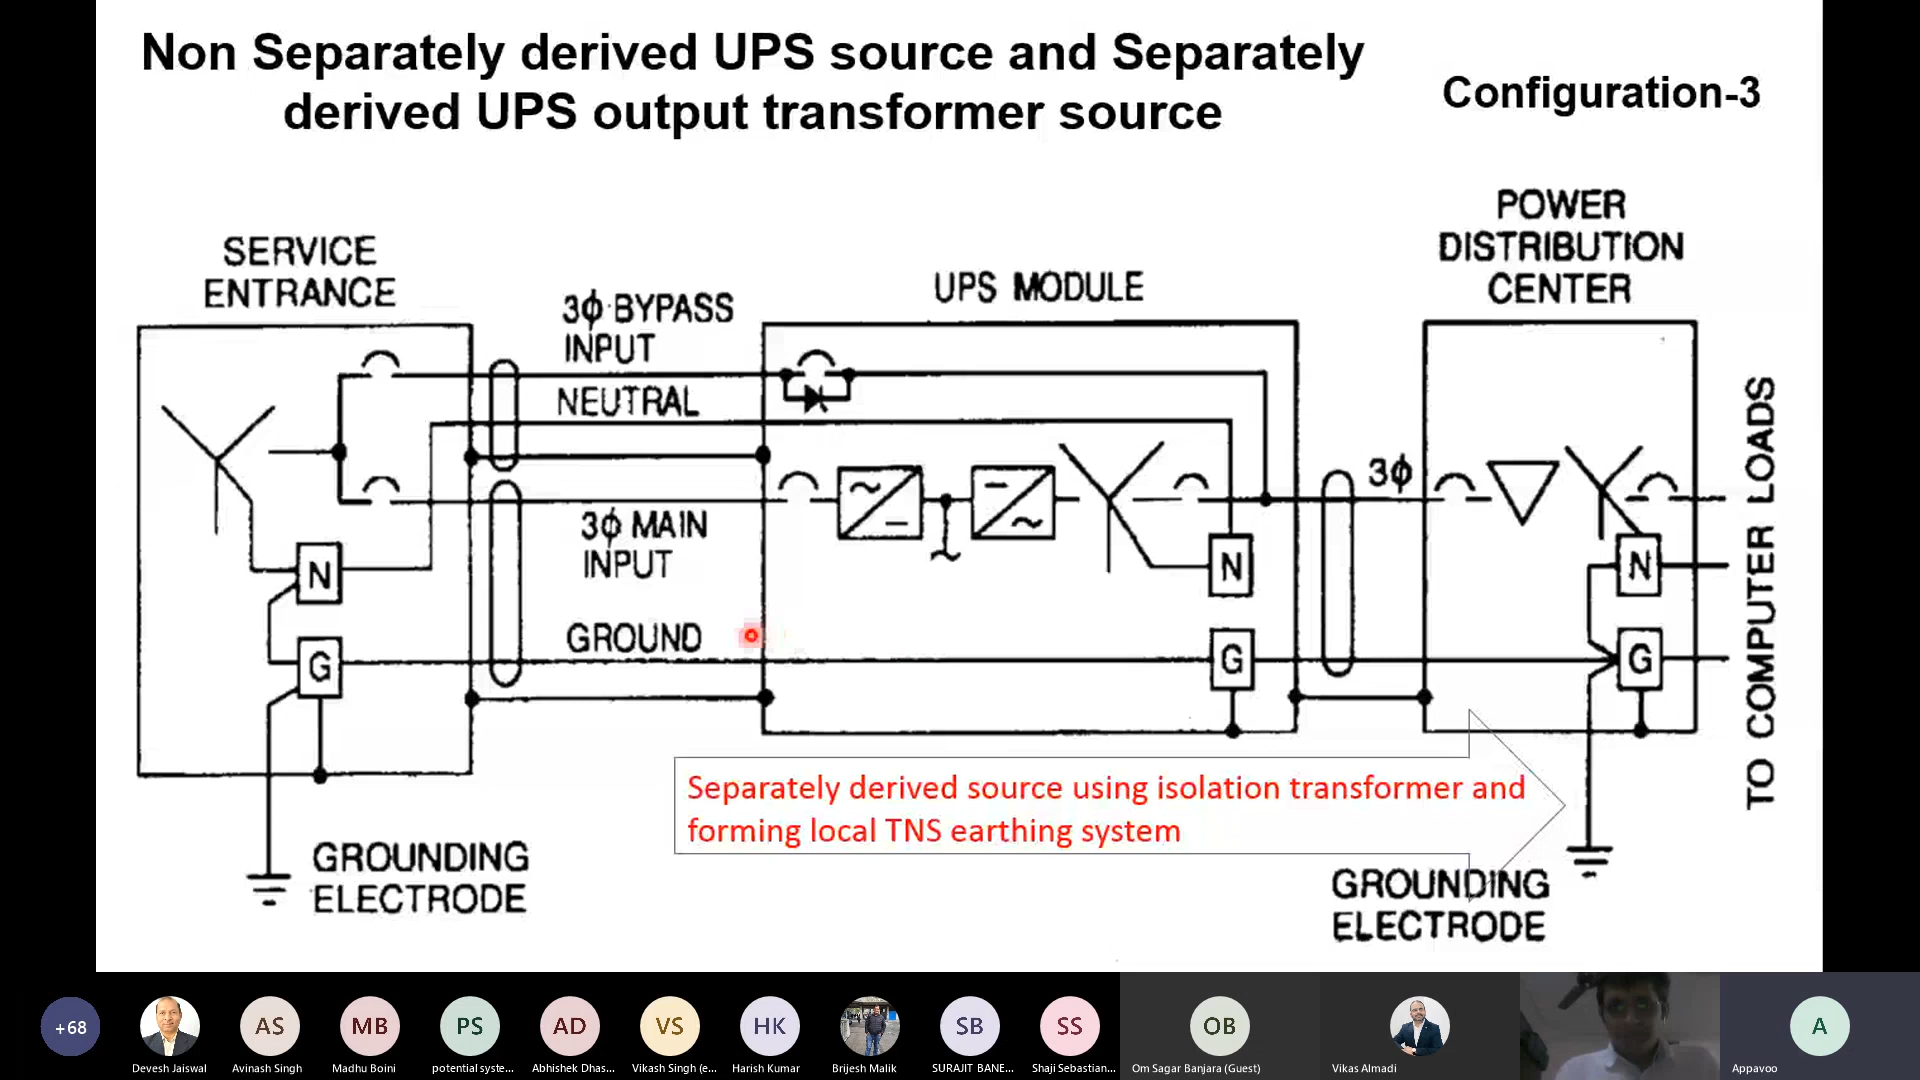 Non Separately derived UPS source and Separately
derived UPS output transformer source
Configuration-3
SERVICE
ENTRANCE
3ϕ BYPASS
INPUT
NEUTRAL
UPS MODULE
POWER
DISTRIBUTION
CENTER
3ϕ
3ϕ MAIN
INPUT
N
N
N
GROUND
G
G
G
TO COMPUTER LOADS
Separately derived source using isolation transformer and
forming local TNS earthing system
GROUNDING
ELECTRODE
GROUNDING
ELECTRODE
+68
AS
MB
PS
AD
VS
HK
SB
SS
OB
A
Devesh Jaiswal
Avinash Singh
Madhu Boini
potential syste...
Abhishek Dhas...
Vikash Singh (e...
Harish Kumar
Brijesh Malik
SURAJIT BANE...
Shaji Sebastian...
Om Sagar Banjara (Guest)
Vikas Almadi
Appavoo